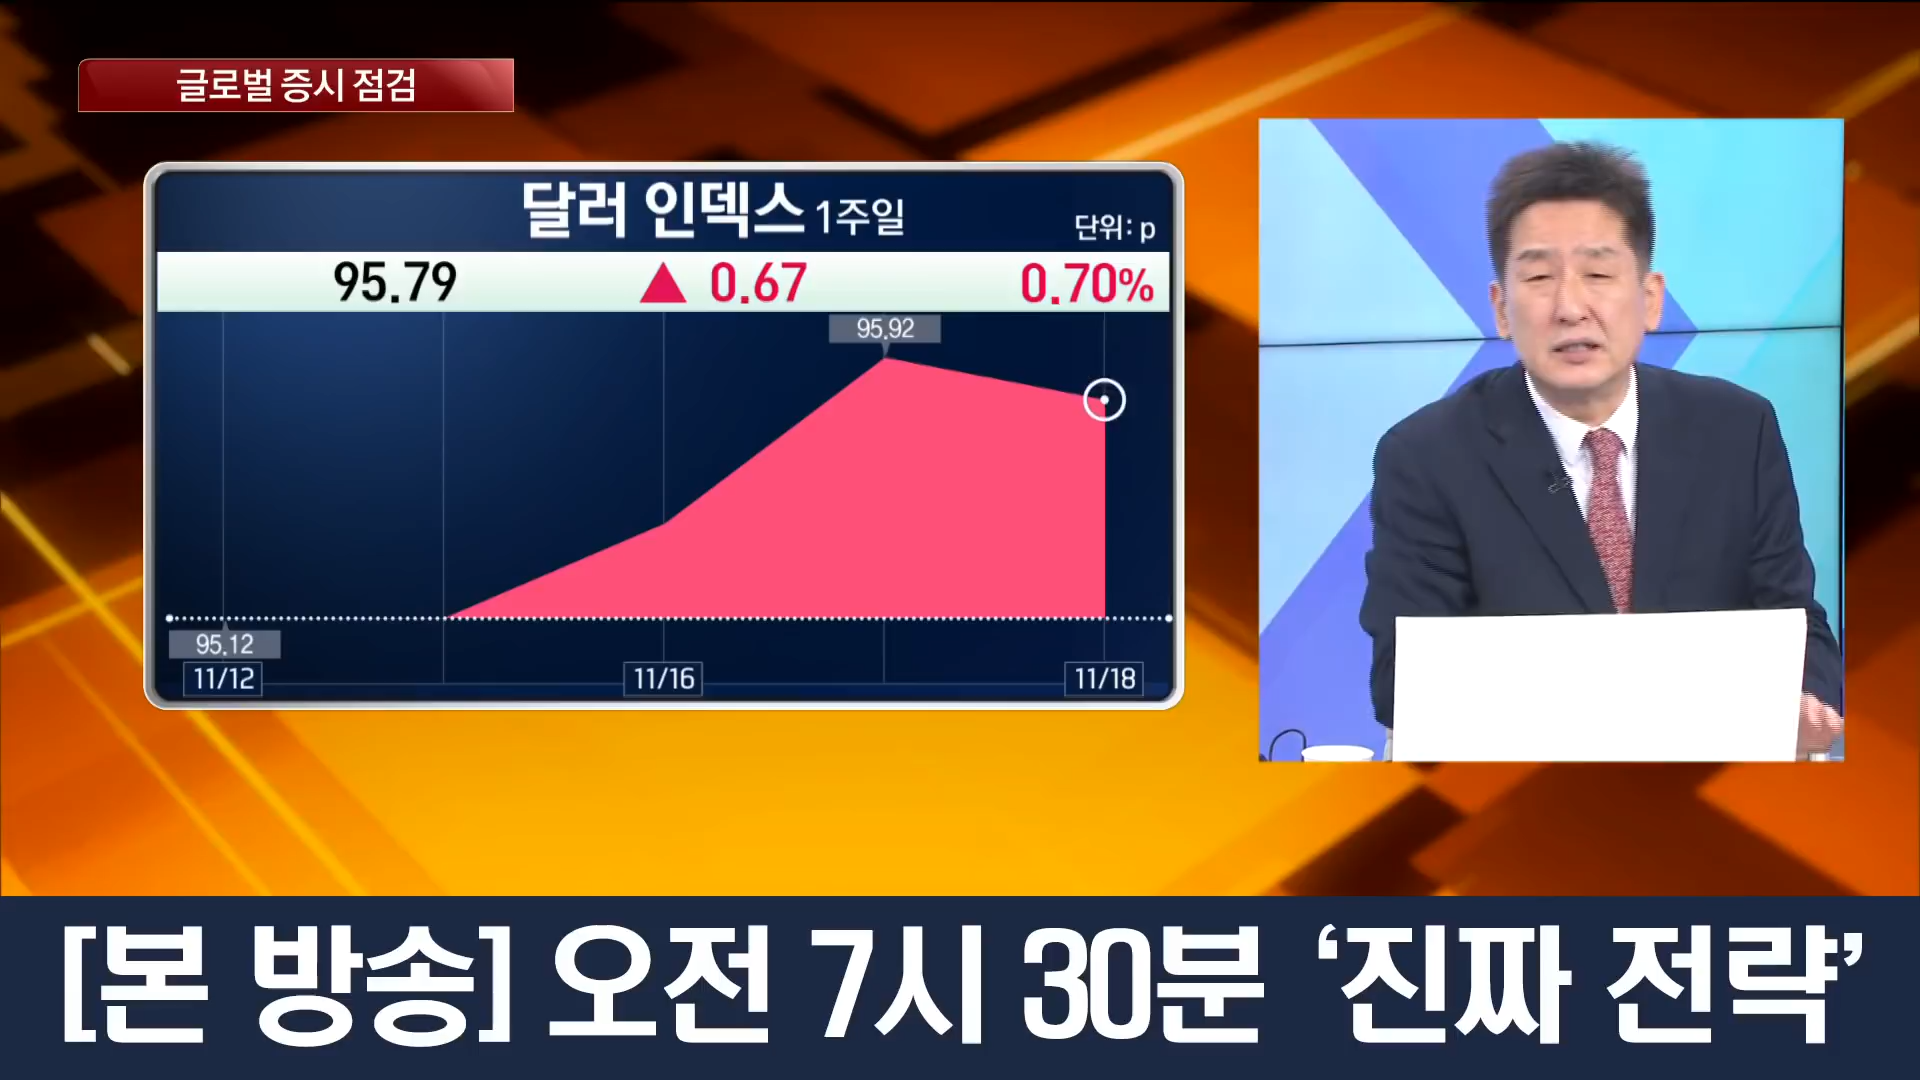 글로벌 증시 점검
달러 인덱스 1주일
단위: p
95.79 ▲ 0.67 0.70%
95.92
95.12
11/12 11/16 11/18
[본 방송] 오전 7시 30분 ‘진짜 전략’